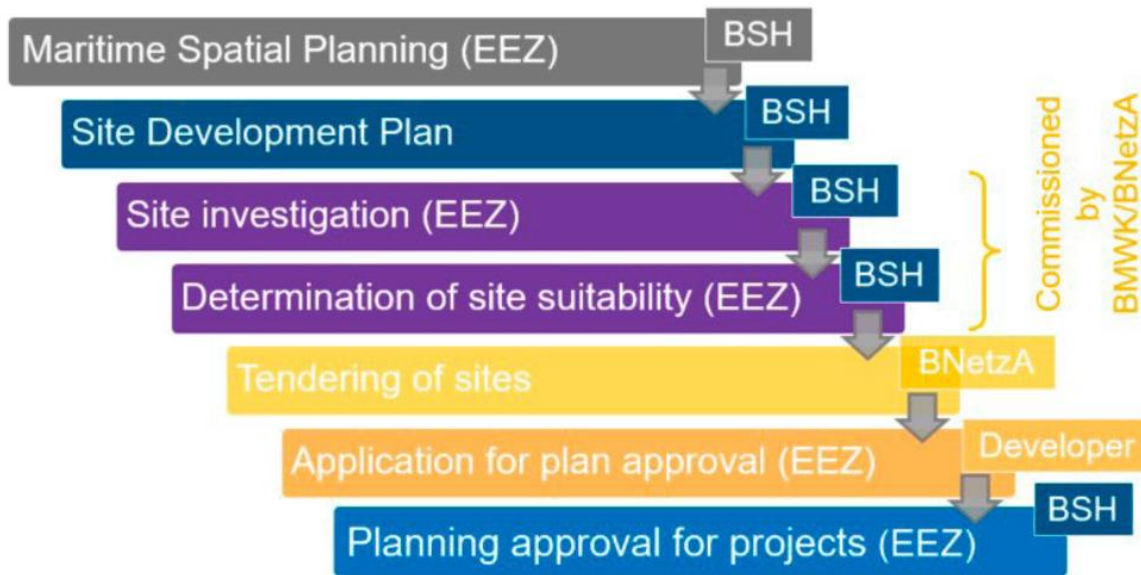 Maritime Spatial Planning (EEZ)
BSH
Site Development Plan
BSH
Site investigation (EEZ)
BSH
Determination of site suitability (EEZ)
BSH
Commissioned
by
BMWK/BNetzA
Tendering of sites
BNetzA
Application for plan approval (EEZ)
Developer
Planning approval for projects (EEZ)
BSH